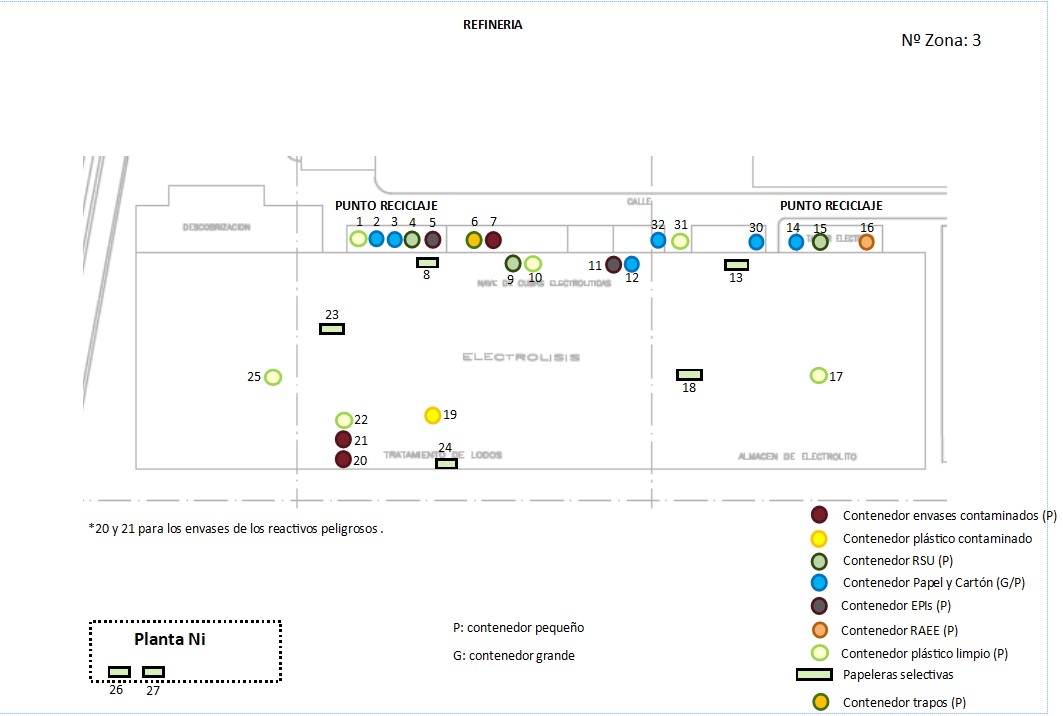 REFINERIA
Nº Zona: 3
PUNTO RECICLAJE
PUNTO RECICLAJE
CALLE
1 2 3 4 5 6 7
32 31 30 14 15 16
DESCOBRIZACION
8
9 10
11 12
13
NAVE DE CUBAS ELECTROLITICAS
23
ELECTROLISIS
25
18
17
22
19
21
20
24
TRATAMIENTO DE LODOS
ALMACEN DE ELECTROLITO
*20 y 21 para los envases de los reactivos peligrosos .
Contenedor envases contaminados (P)
Contenedor plástico contaminado
Contenedor RSU (P)
Contenedor Papel y Cartón (G/P)
Contenedor EPIs (P)
Contenedor RAEE (P)
Contenedor plástico limpio (P)
Papeleras selectivas
Contenedor trapos (P)
P: contenedor pequeño
G: contenedor grande
Planta Ni
26 27